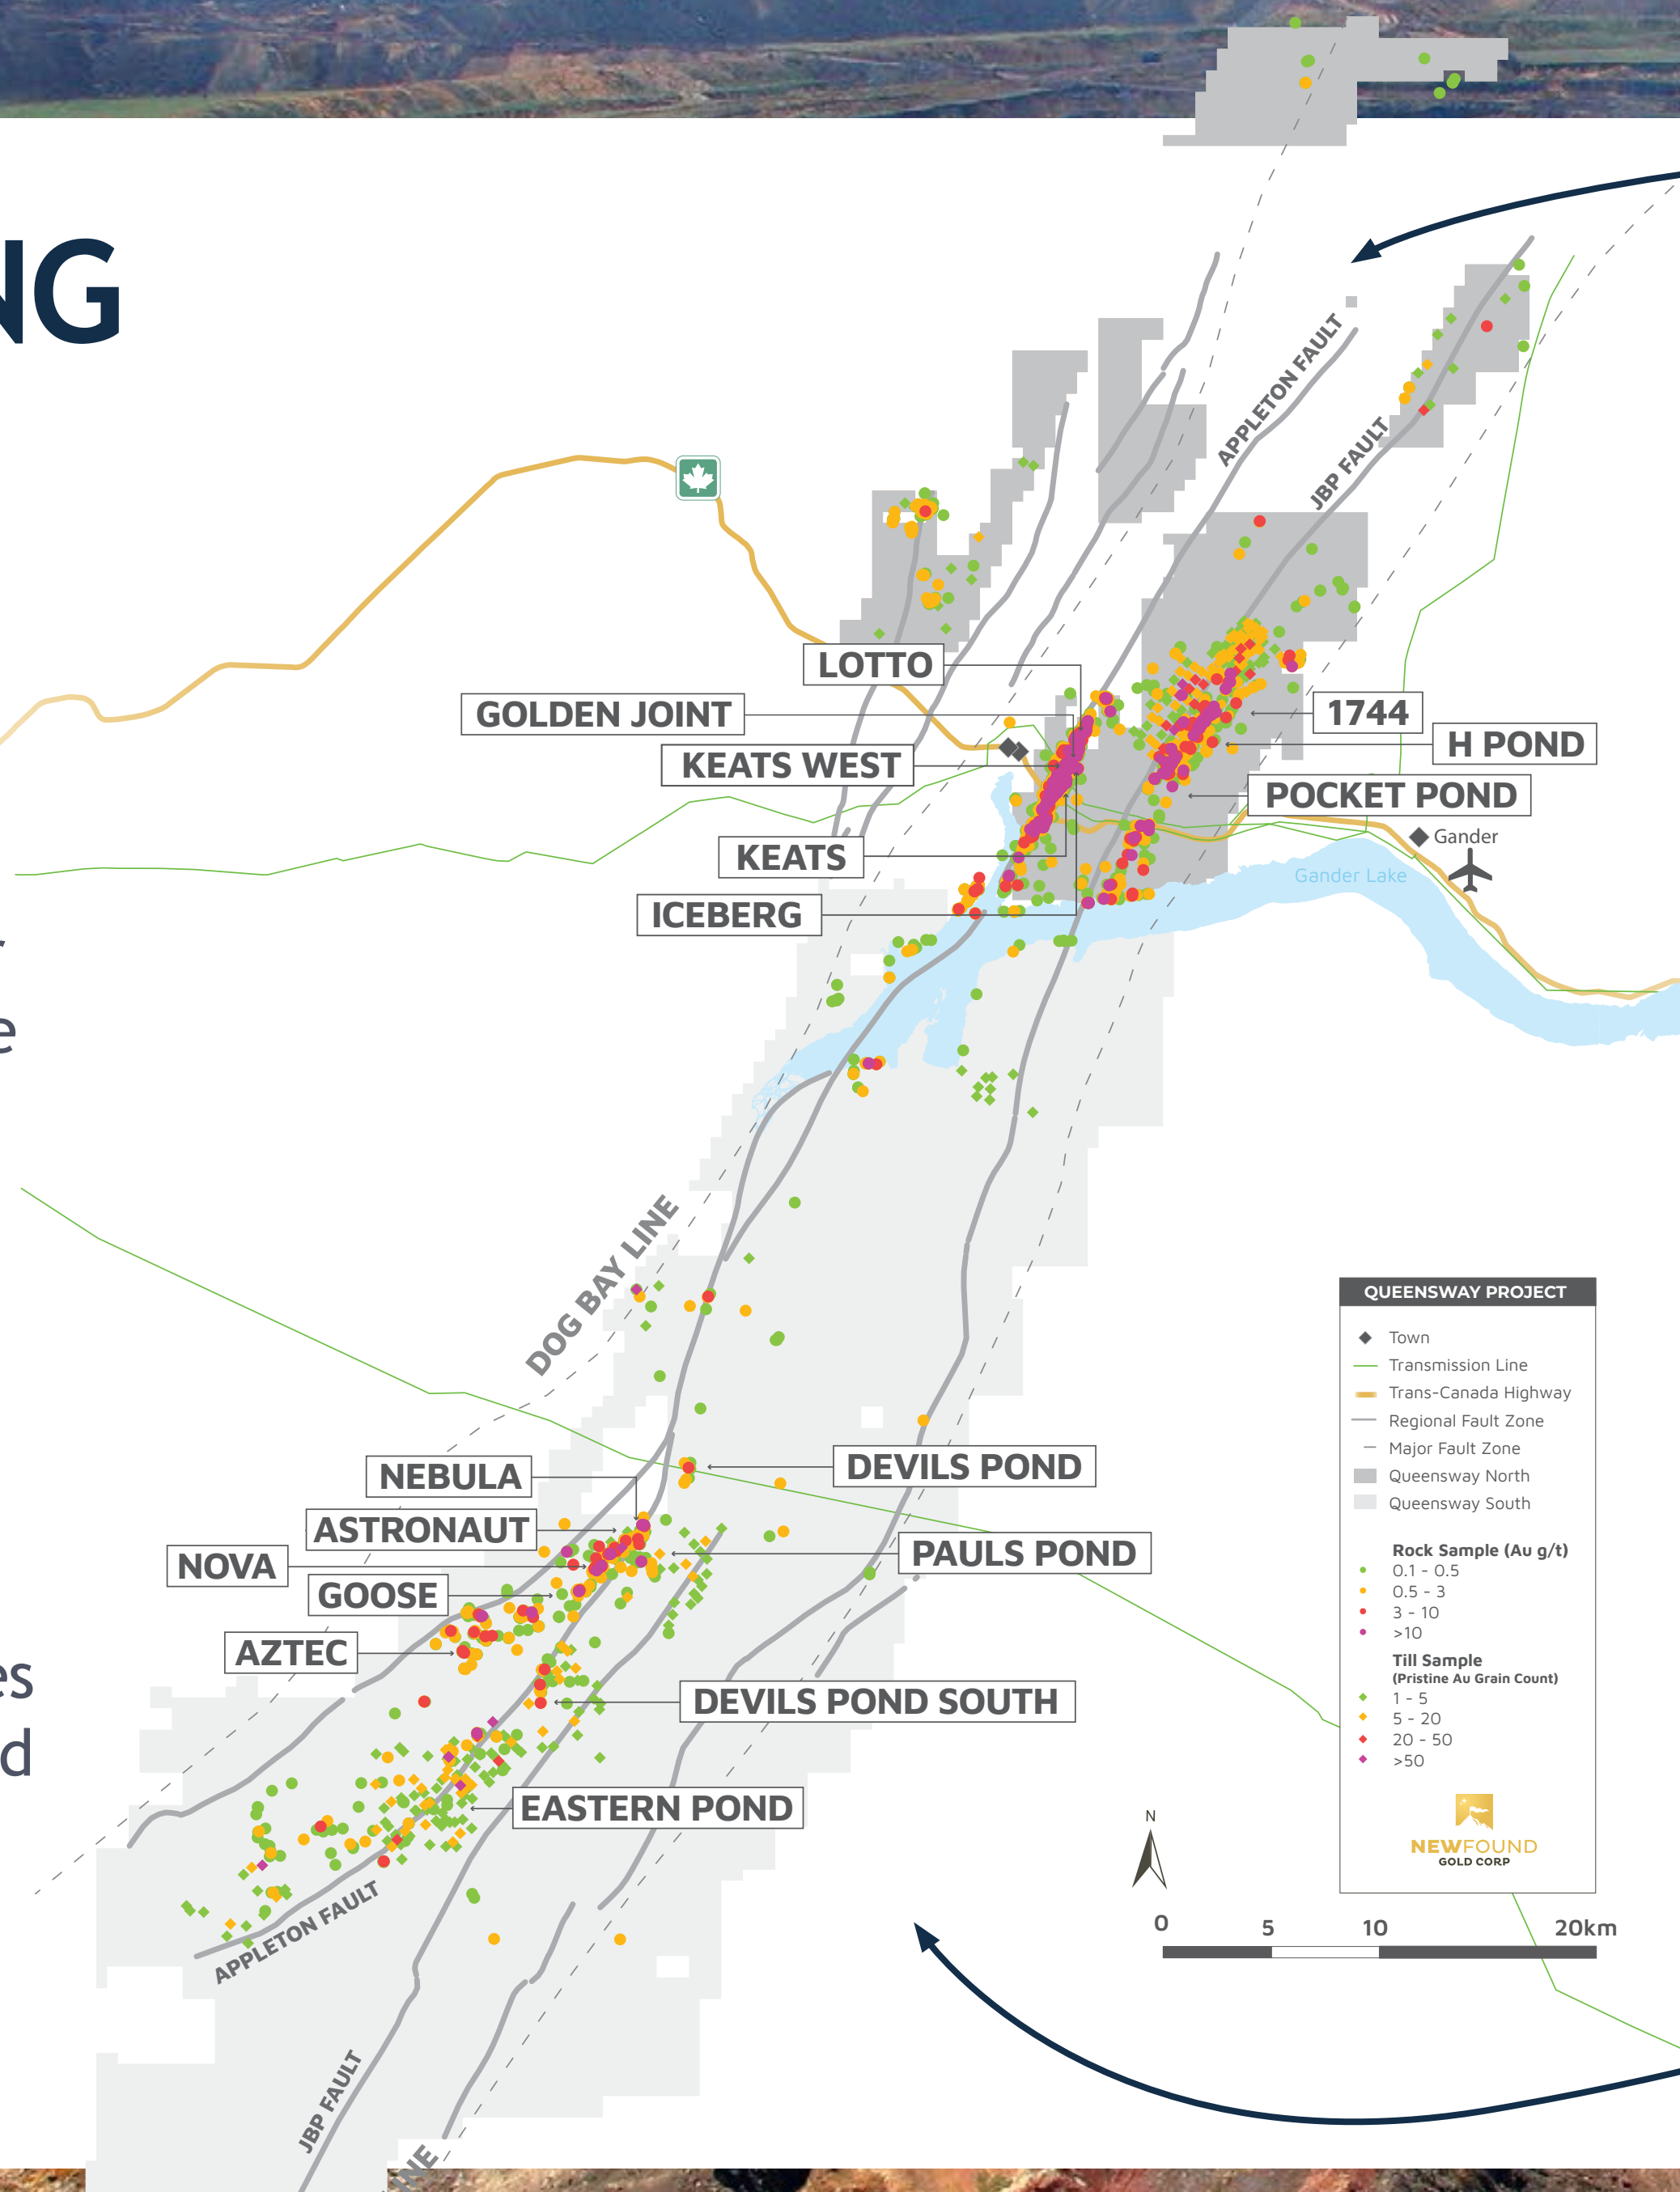 NG
APPLETON FAULT
JBP FAULT
LOTTO
GOLDEN JOINT
1744
H POND
KEATS WEST
POCKET POND
Gander
KEATS
Gander Lake
ICEBERG
e
DOG BAY LINE
QUEENSWAY PROJECT
Town
Transmission Line
Trans-Canada Highway
Regional Fault Zone
Major Fault Zone
Queensway North
Queensway South
Rock Sample (Au g/t)
0.1 - 0.5
0.5 - 3
3 - 10
>10
Till Sample
(Pristine Au Grain Count)
1 - 5
5 - 20
20 - 50
>50
NEWFOUND
GOLD CORP
NEBULA
DEVILS POND
ASTRONAUT
PAULS POND
NOVA
GOOSE
AZTEC
es
DEVILS POND SOUTH
d
EASTERN POND
N
APPLETON FAULT
0 5 10 20km
JBP FAULT
INE